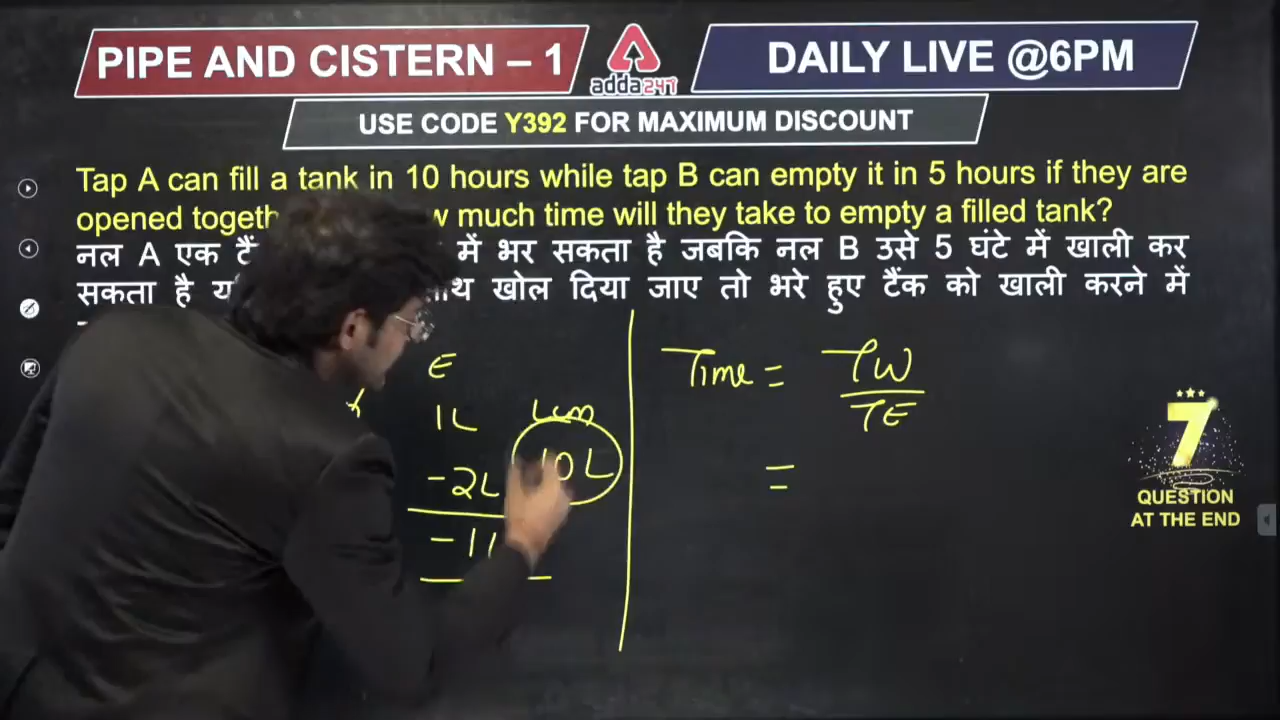 PIPE AND CISTERN – 1
adda247
DAILY LIVE @6PM
USE CODE Y392 FOR MAXIMUM DISCOUNT
Tap A can fill a tank in 10 hours while tap B can empty it in 5 hours if they are
opened much time will they take to empty a filled tank?
नल A एक में भर सकता है जबकि नल B उसे 5 घंटे में खाली कर
सकता है खोल दिया जाए तो भरे हुए टैंक को खाली करने में
E
1L
Lcm
-2L
10L
Time = TW
TE
=
7
QUESTION
AT THE END